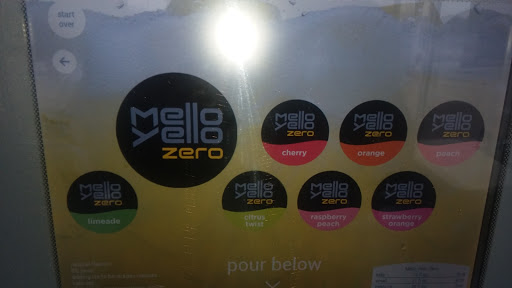 start
over
Mello
Yello
zero
Mello
Yello
zero
cherry
Mello
Yello
zero
orange
Mello
Yello
zero
peach
Mello
Yello
zero
limeade
Mello
Yello
zero
citrus
twist
Mello
Yello
zero
raspberry
peach
Mello
Yello
zero
strawberry
orange
pour below